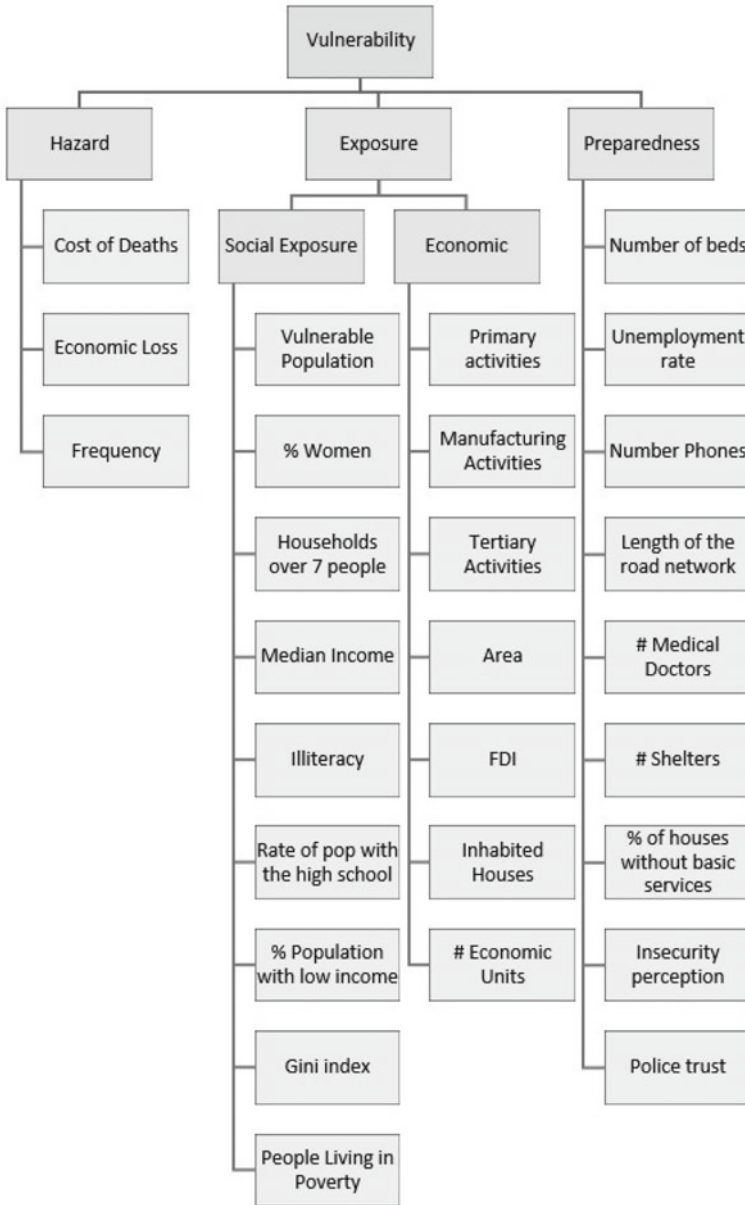 Vulnerability
Hazard
Exposure
Preparedness
Cost of Deaths
Economic Loss
Frequency
Social Exposure
Vulnerable
Population
% Women
Households
over 7 people
Median Income
Illiteracy
Rate of pop with
the high school
% Population
with low income
Gini index
People Living in
Poverty
Economic
Primary
activities
Manufacturing
Activities
Tertiary
Activities
Area
FDI
Inhabited
Houses
# Economic
Units
Number of beds
Unemployment
rate
Number Phones
Length of the
road network
# Medical
Doctors
# Shelters
% of houses
without basic
services
Insecurity
perception
Police trust